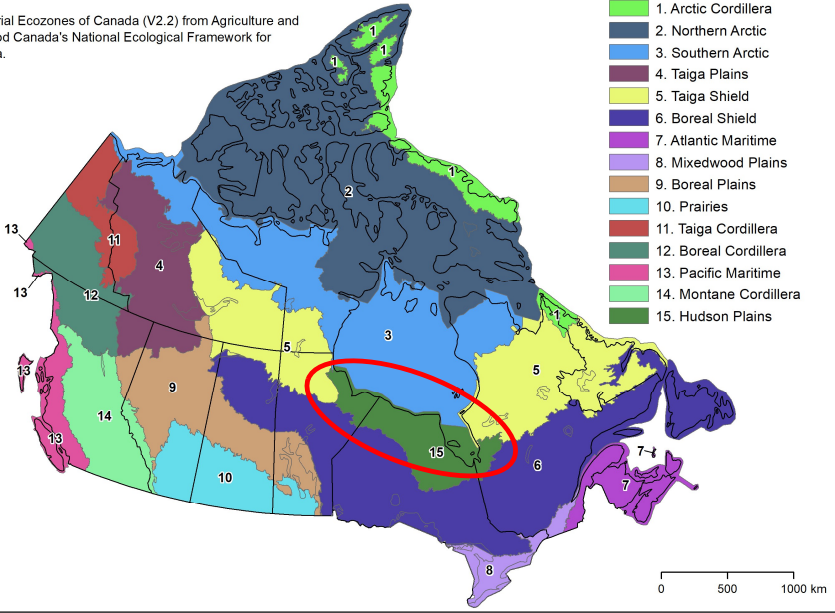 rial Ecozones of Canada (V2.2) from Agriculture and
od Canada's National Ecological Framework for
a.
1. Arctic Cordillera
2. Northern Arctic
3. Southern Arctic
4. Taiga Plains
5. Taiga Shield
6. Boreal Shield
7. Atlantic Maritime
8. Mixedwood Plains
9. Boreal Plains
10. Prairies
11. Taiga Cordillera
12. Boreal Cordillera
13. Pacific Maritime
14. Montane Cordillera
15. Hudson Plains
1
1
1
1
2
13
11
4
13
12
1
3
5
5
13
9
14
13
15
7
6
10
7
8
0 500 1000 km